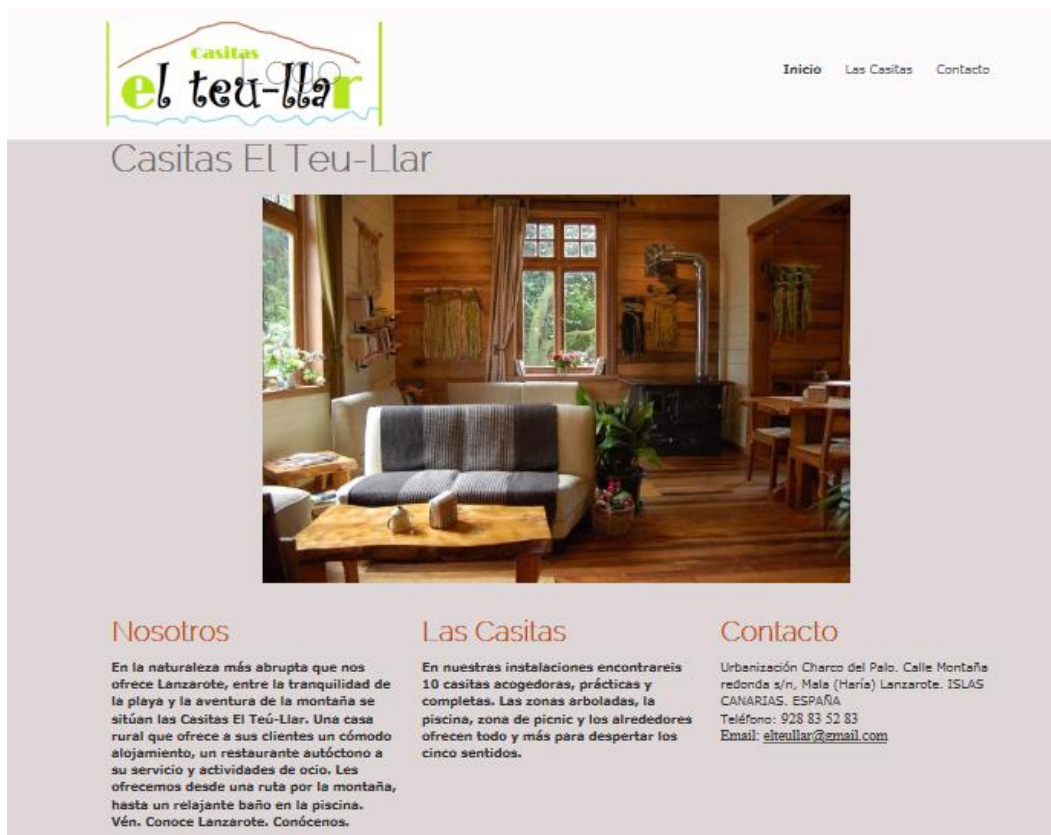 Casitas
Logo
el teu-llar
Inicio Las Casitas Contacto
Casitas El Teu-Llar
Nosotros
En la naturaleza más abrupta que nos
ofrece Lanzarote, entre la tranquilidad de
la playa y la aventura de la montaña se
sitúan las Casitas El Teú-Llar. Una casa
rural que ofrece a sus clientes un cómodo
alojamiento, un restaurante autóctono a
su servicio y actividades de ocio. Les
ofrecemos desde una ruta por la montaña,
hasta un relajante baño en la piscina.
Vén. Conoce Lanzarote. Conócenos.
Las Casitas
En nuestras instalaciones encontrareis
10 casitas acogedoras, prácticas y
completas. Las zonas arboladas, la
piscina, zona de picnic y los alrededores
ofrecen todo y más para despertar los
cinco sentidos.
Contacto
Urbanización Charco del Palo. Calle Montaña
redonda s/n, Mala (Haría) Lanzarote. ISLAS
CANARIAS. ESPAÑA
Teléfono: 928 83 52 83
Email: elteullar@gmail.com